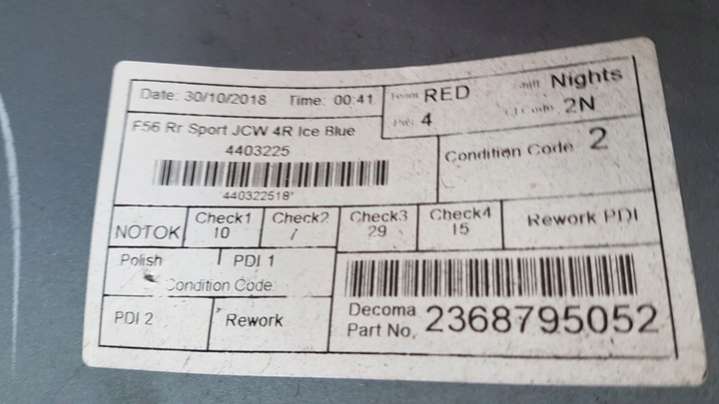 Date: 30/10/2018 Time: 00:41
Team RED Shift Nights
4 2N
F56 Rr Sport JCW 4R Ice Blue
4403225
440322518*
Condition Code 2
NOTOK
Check1 10
Check2 /
Check3 29
Check4 15
Rework PDI
Polish PDI 1
Condition Code
PDI 2 Rework
Decoma
Part No, 2368795052